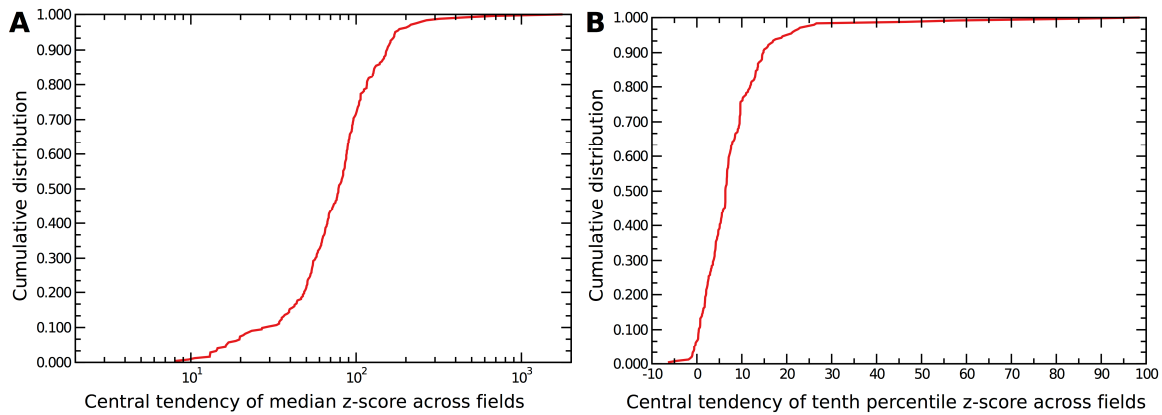 A
1.000
0.900
0.800
0.700
0.600
0.500
0.400
0.300
0.200
0.100
0.000
Cumulative distribution
10¹ 10² 10³
Central tendency of median z-score across fields
B
1.000
0.900
0.800
0.700
0.600
0.500
0.400
0.300
0.200
0.100
0.000
Cumulative distribution
-10 0 10 20 30 40 50 60 70 80 90 100
Central tendency of tenth percentile z-score across fields